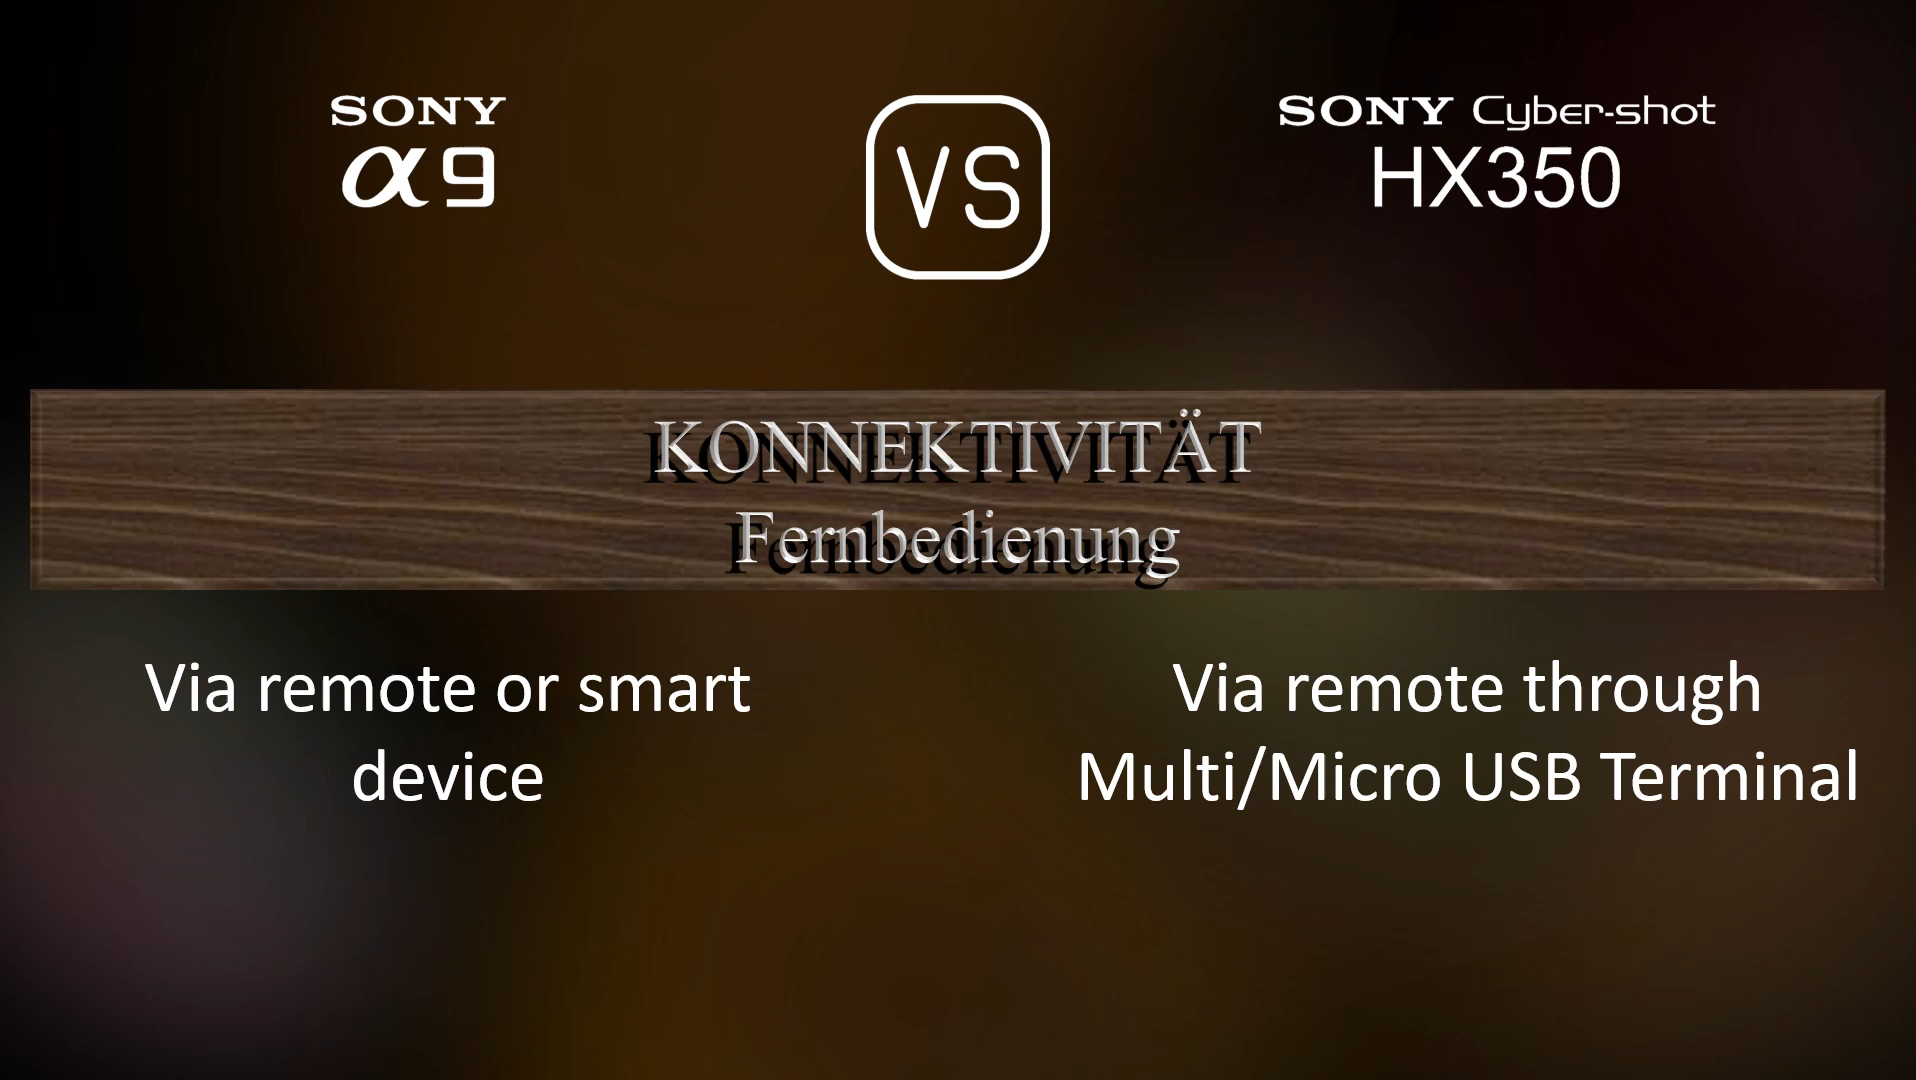 SONY
α9
VS
SONY Cyber-shot
HX350
KONNEKTIVITÄT
Fernbedienung
Via remote or smart
device
Via remote through
Multi/Micro USB Terminal